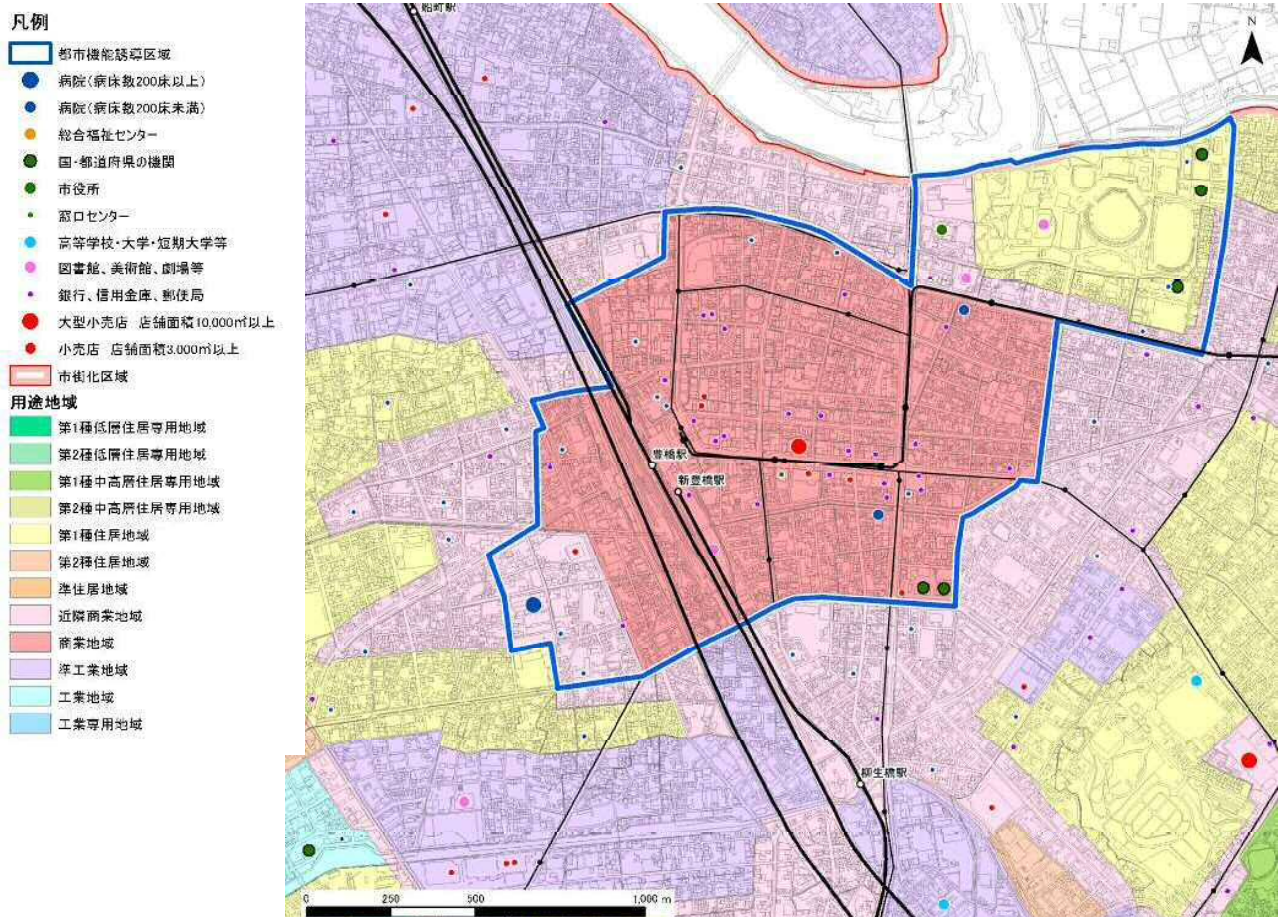 凡例
都市機能誘導区域
病院(病床数200床以上)
病院(病床数200床未満)
総合福祉センター
国・都道府県の機関
市役所
窓口センター
高等学校・大学・短期大学等
図書館、美術館、劇場等
銀行、信用金庫、郵便局
大型小売店 店舗面積10,000㎡以上
小売店 店舗面積3,000㎡以上
市街化区域
用途地域
第1種低層住居専用地域
第2種低層住居専用地域
第1種中高層住居専用地域
第2種中高層住居専用地域
第1種住居地域
第2種住居地域
準住居地域
近隣商業地域
商業地域
準工業地域
工業地域
工業専用地域
船町駅
N
豊橋駅
新豊橋駅
柳生橋駅
0 250 500 1,000 m